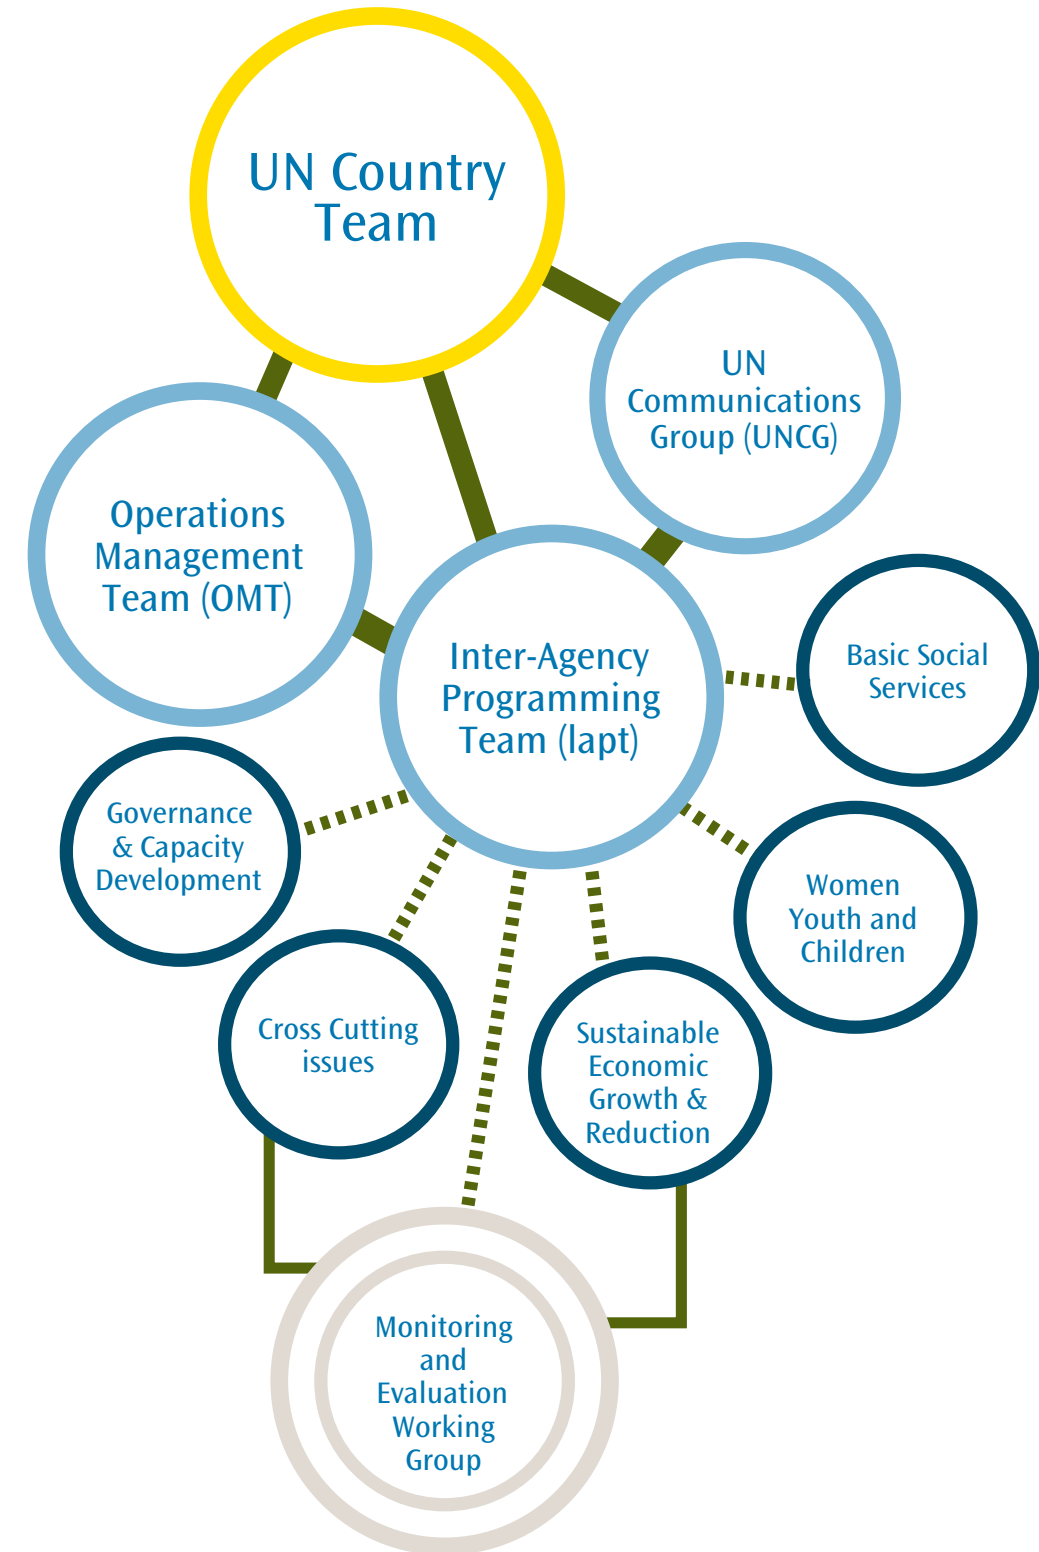 UN Country
Team
UN
Communications
Group (UNCG)
Operations
Management
Team (OMT)
Inter-Agency
Programming
Team (lapt)
Basic Social
Services
Governance
& Capacity
Development
Women
Youth and
Children
Cross Cutting
issues
Sustainable
Economic
Growth &
Reduction
Monitoring
and
Evaluation
Working
Group